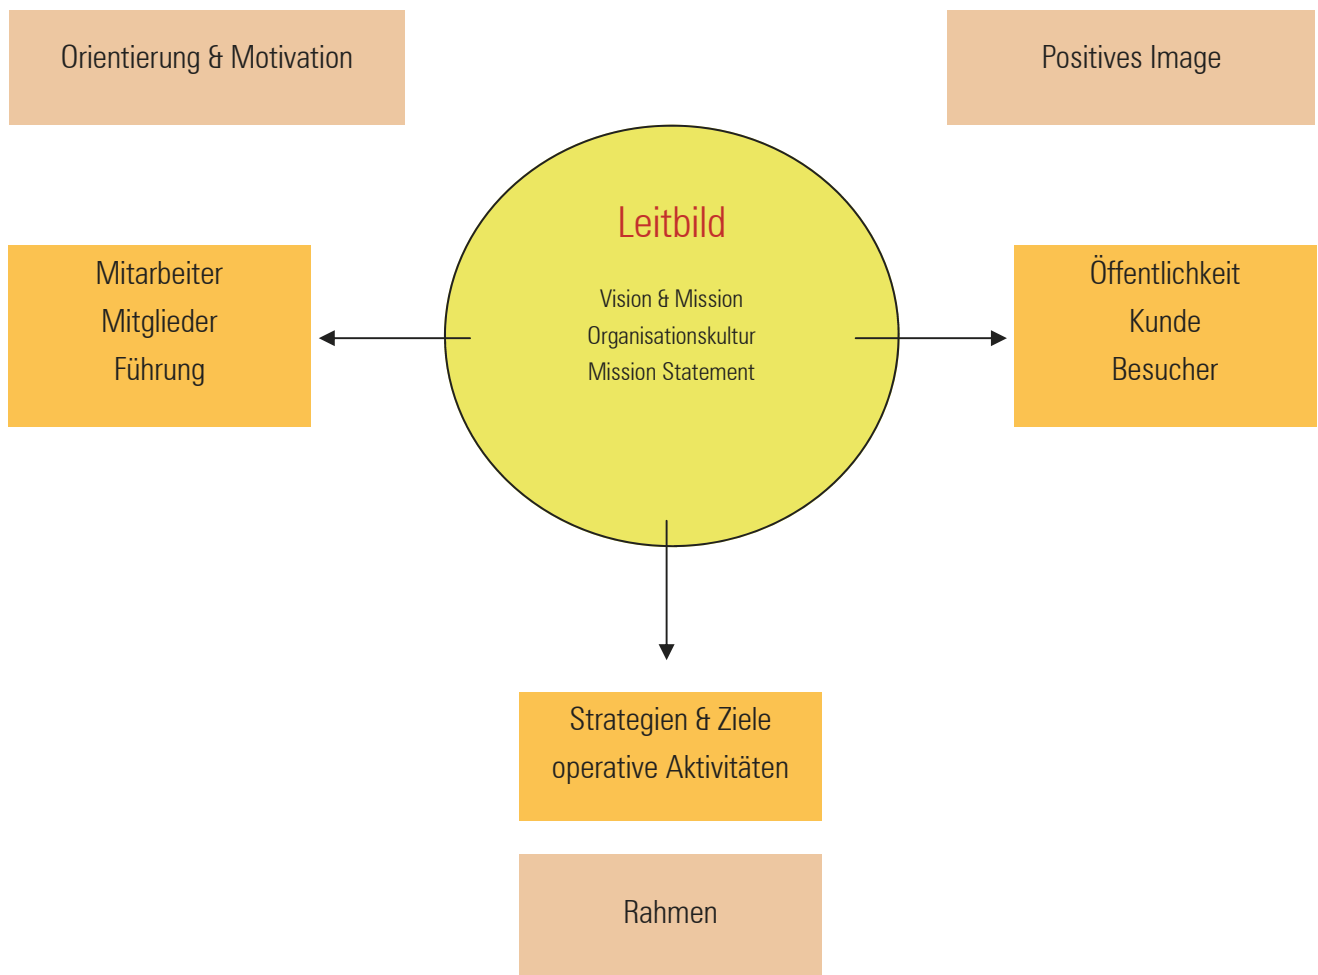 Orientierung & Motivation
Positives Image
Leitbild
Vision & Mission
Organisationskultur
Mission Statement
Mitarbeiter
Mitglieder
Führung
Öffentlichkeit
Kunde
Besucher
Strategien & Ziele
operative Aktivitäten
Rahmen